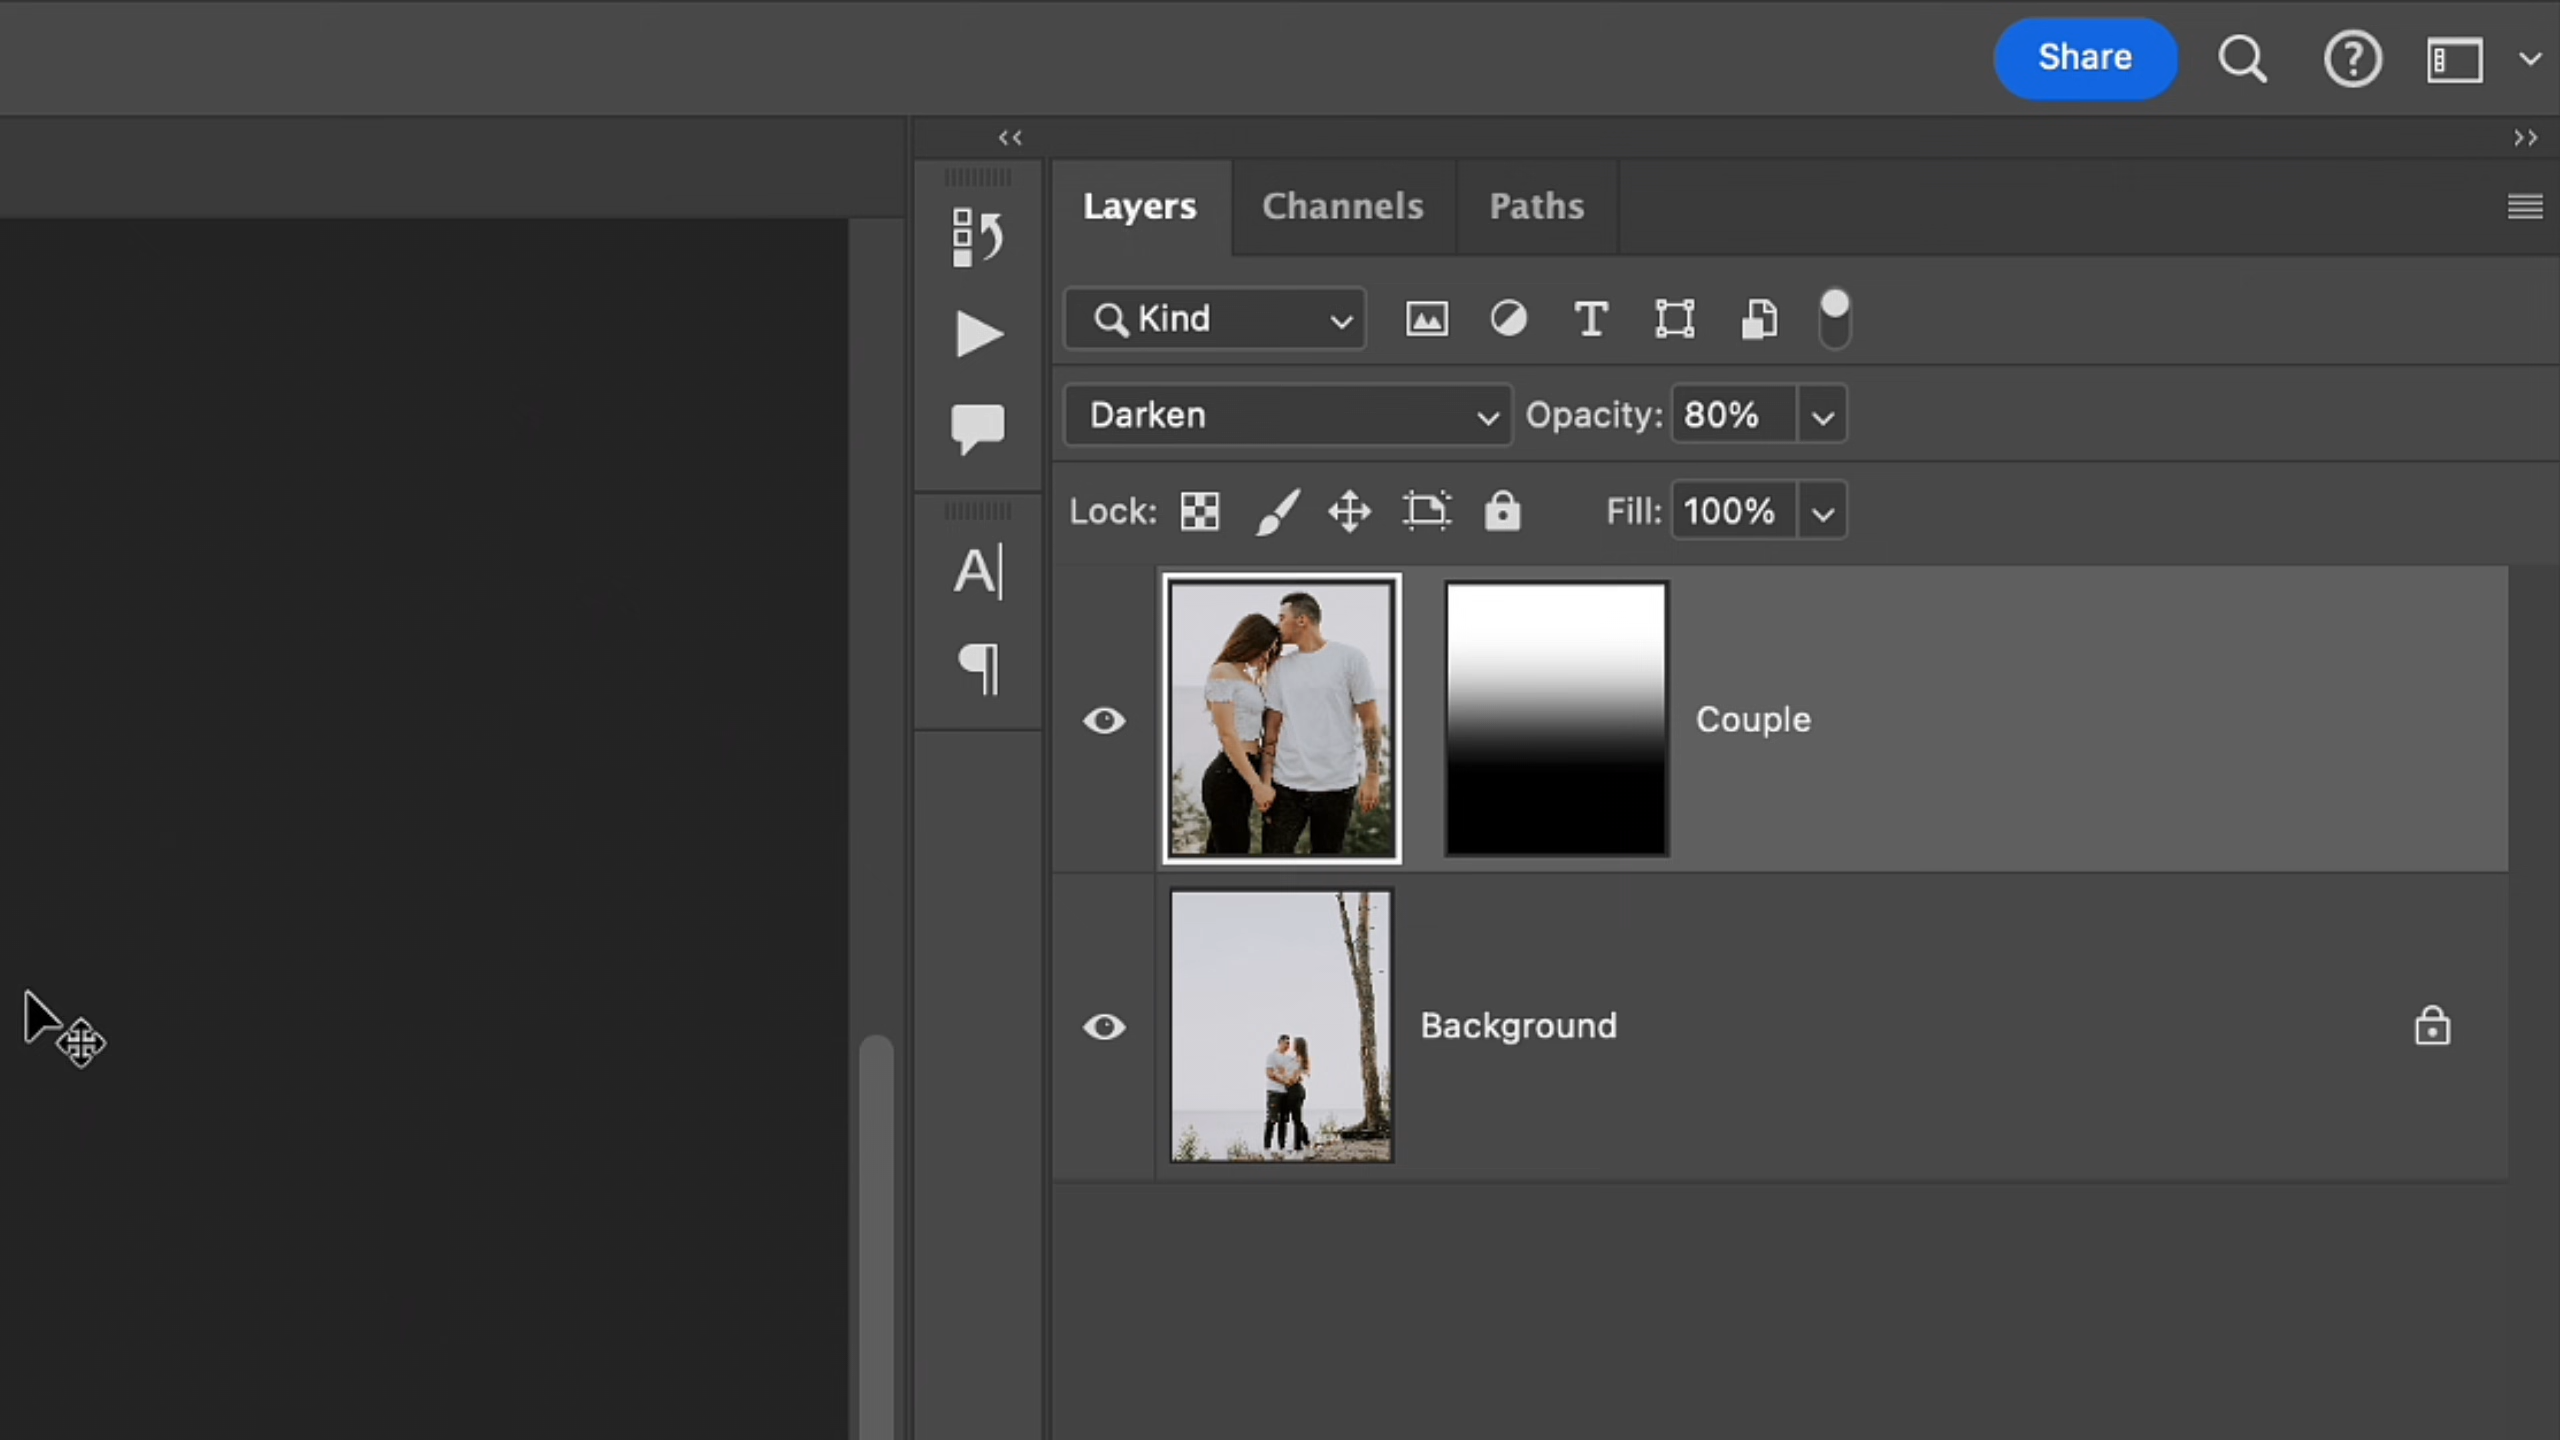 Share
Layers Channels Paths
Kind
Darken Opacity: 80%
Lock: Fill: 100%
Couple
Background